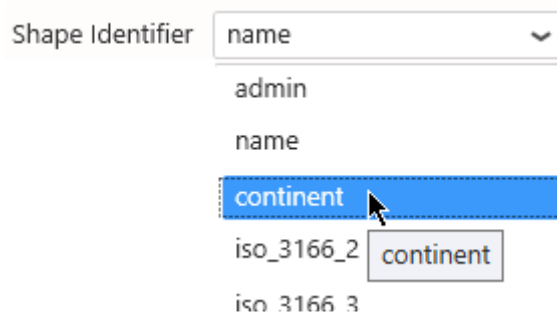 Shape Identifier name
admin
name
continent
iso_3166_2 continent
iso_3166_3